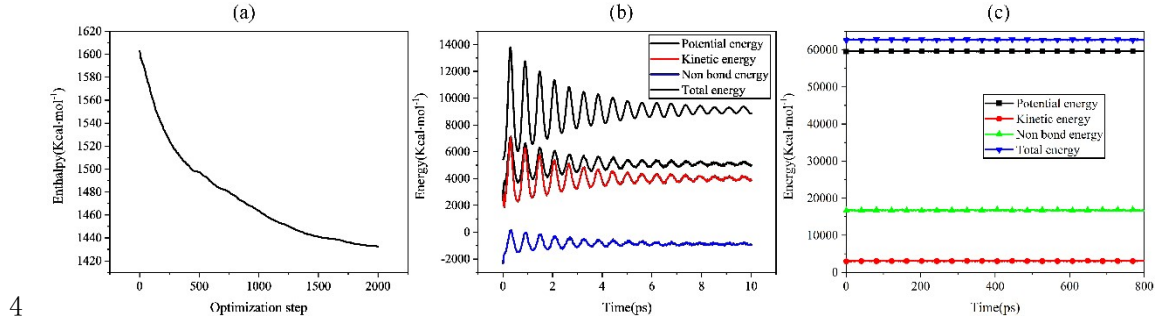 (a)
1620
1600
1580
1560
1540
1520
1500
1480
1460
1440
1420
Enthalpy(Kcal·mol⁻¹)
0 500 1000 1500 2000
Optimization step
(b)
14000
12000
10000
8000
6000
4000
2000
0
-2000
Energy(Kcal·mol⁻¹)
Potential energy
Kinetic energy
Non bond energy
Total energy
0 2 4 6 8 10
Time(ps)
(c)
60000
50000
40000
30000
20000
10000
0
Energy(Kcal·mol⁻¹)
Potential energy
Kinetic energy
Non bond energy
Total energy
0 200 400 600 800
Time(ps)
4